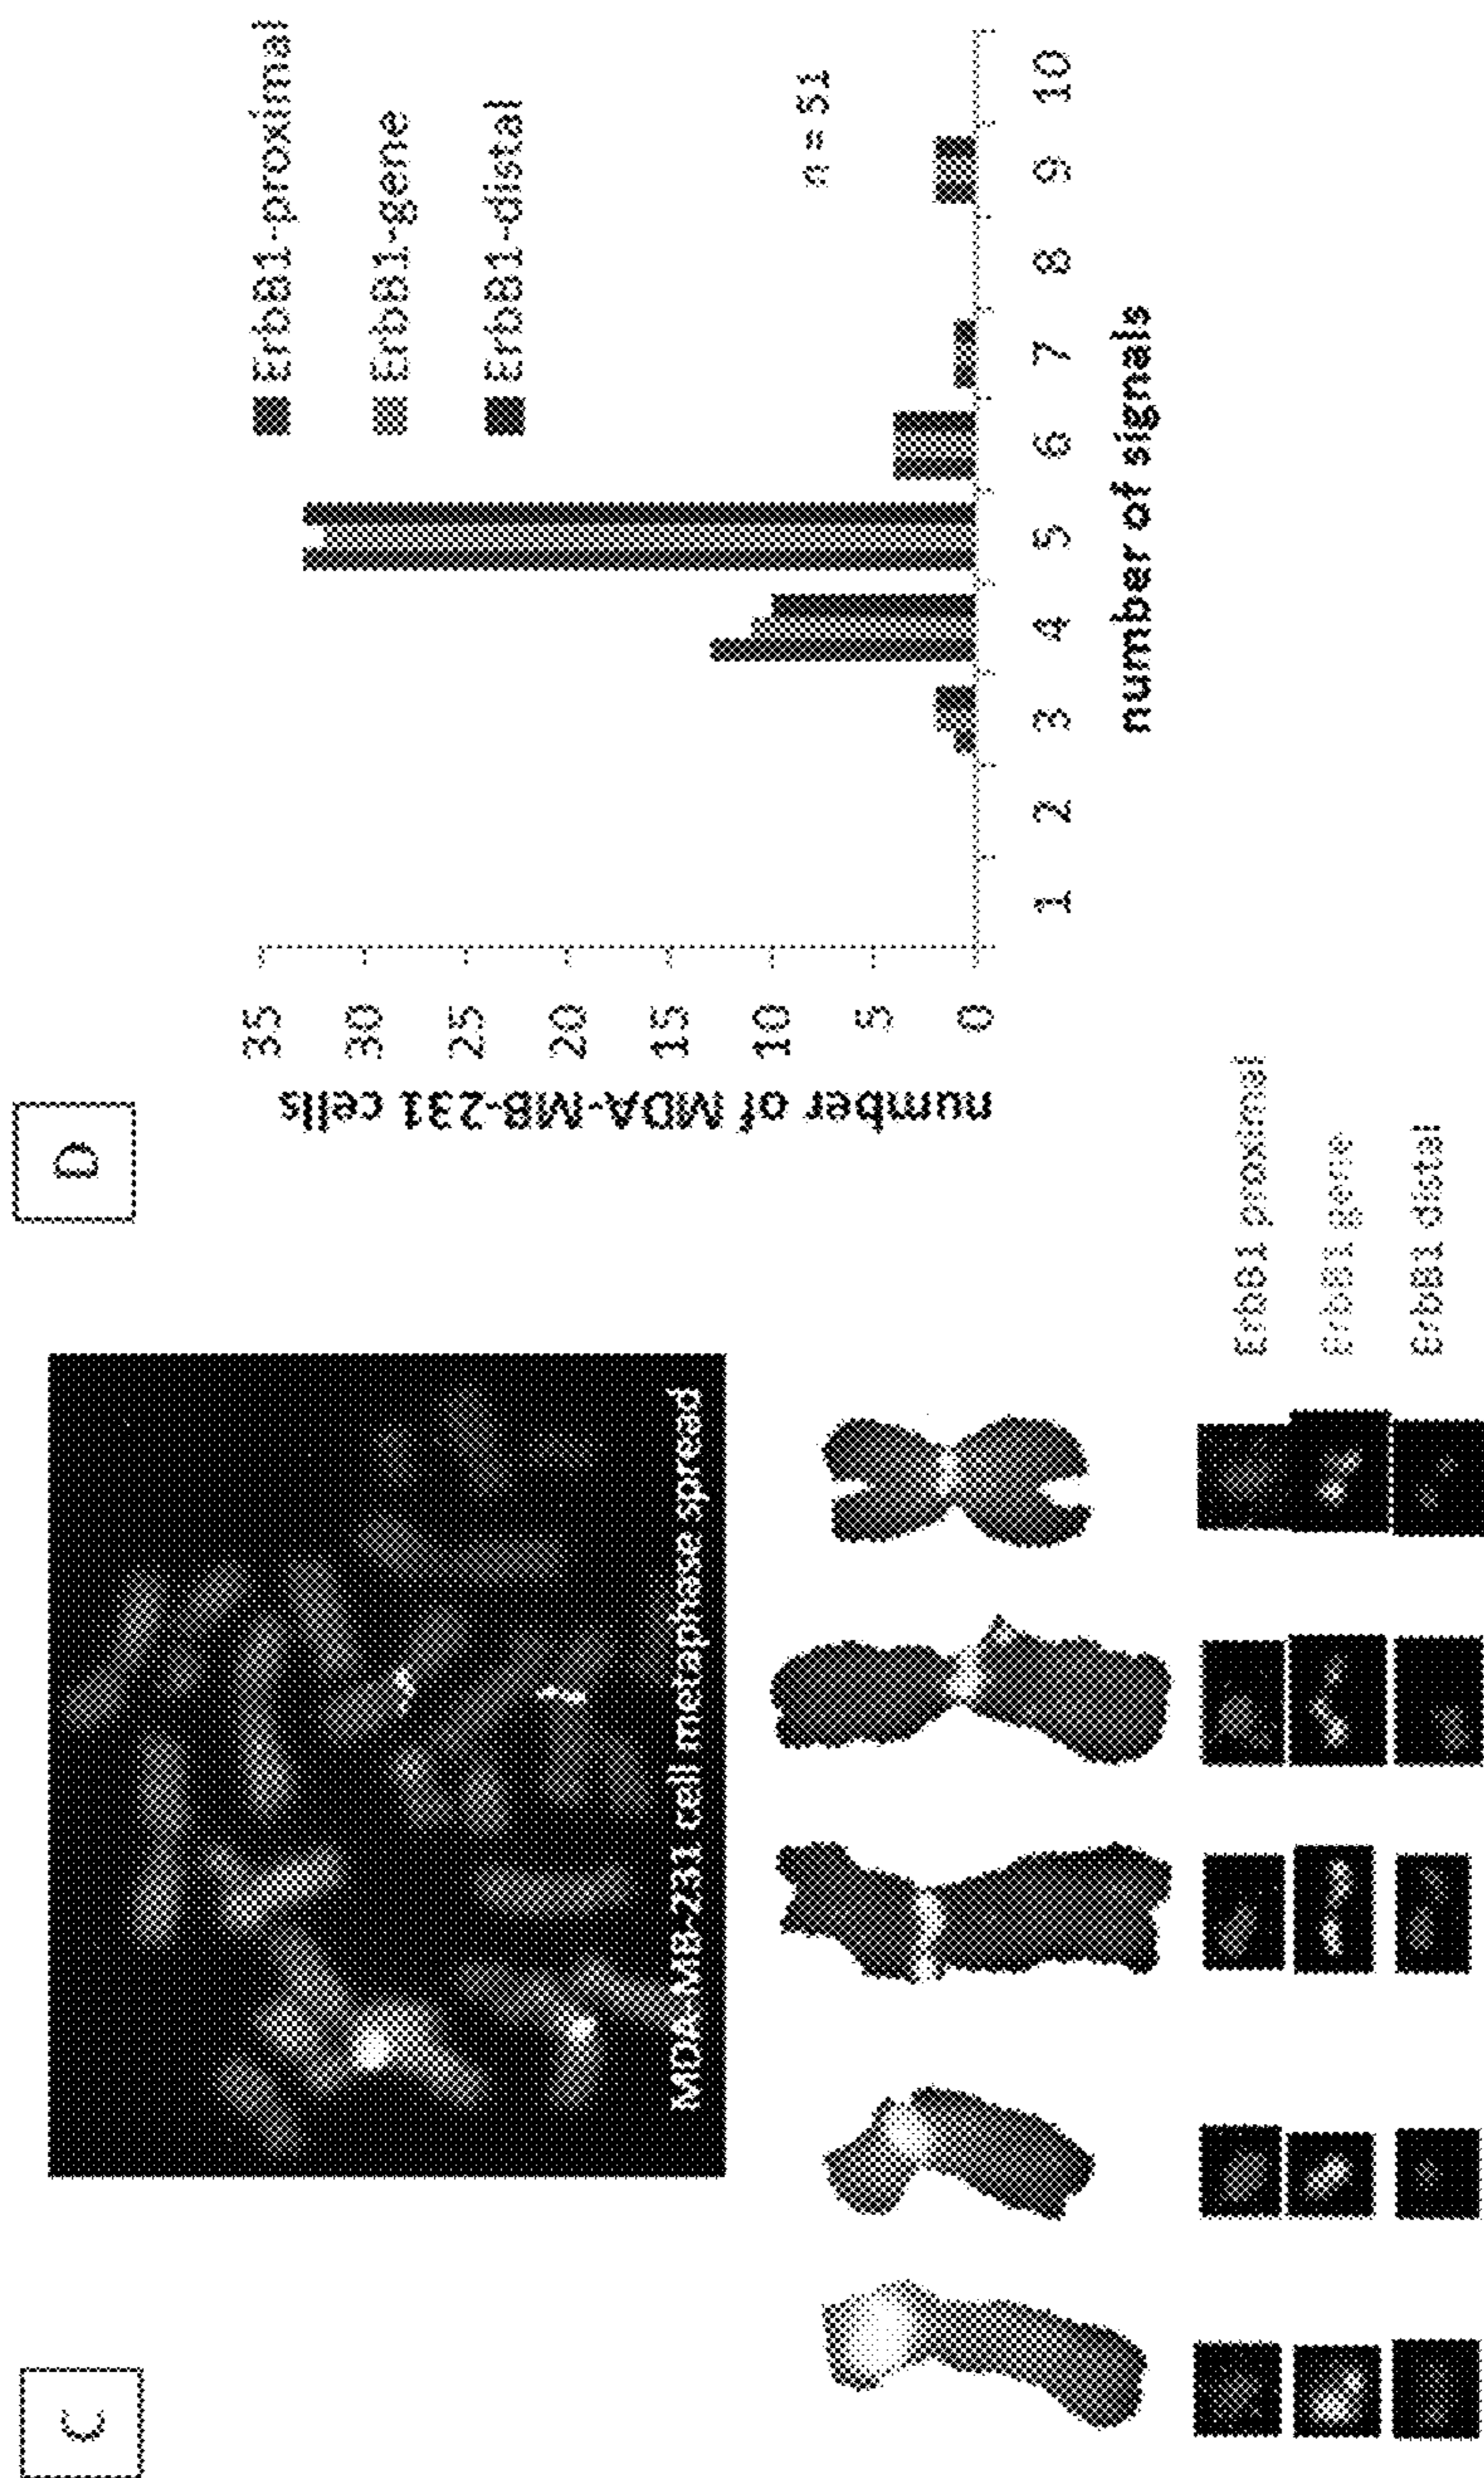 C
MDA-MB-231 cell metaphase spread
ErbB1 proximal
ErbB1 gene
ErbB1 distal
D
number of MDA-MB-231 cells
35
30
25
20
15
10
5
0
ErbB1-proximal
ErbB1-gene
ErbB1-distal
n = 51
1 2 3 4 5 6 7 8 9 10
number of signals